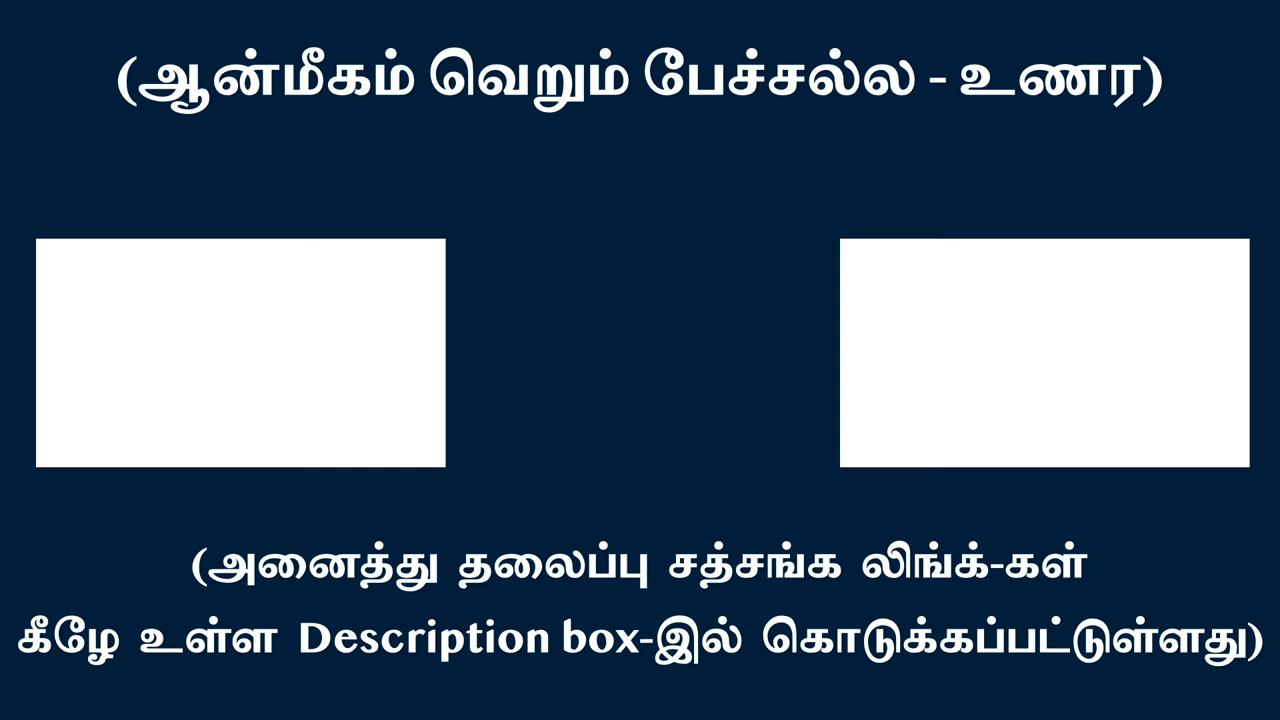 (ஆன்மீகம் வெறும் பேச்சல்ல - உணர)
(அனைத்து தலைப்பு சத்சங்க லிங்க்-கள்
கீழே உள்ள Description box-இல் கொடுக்கப்பட்டுள்ளது)